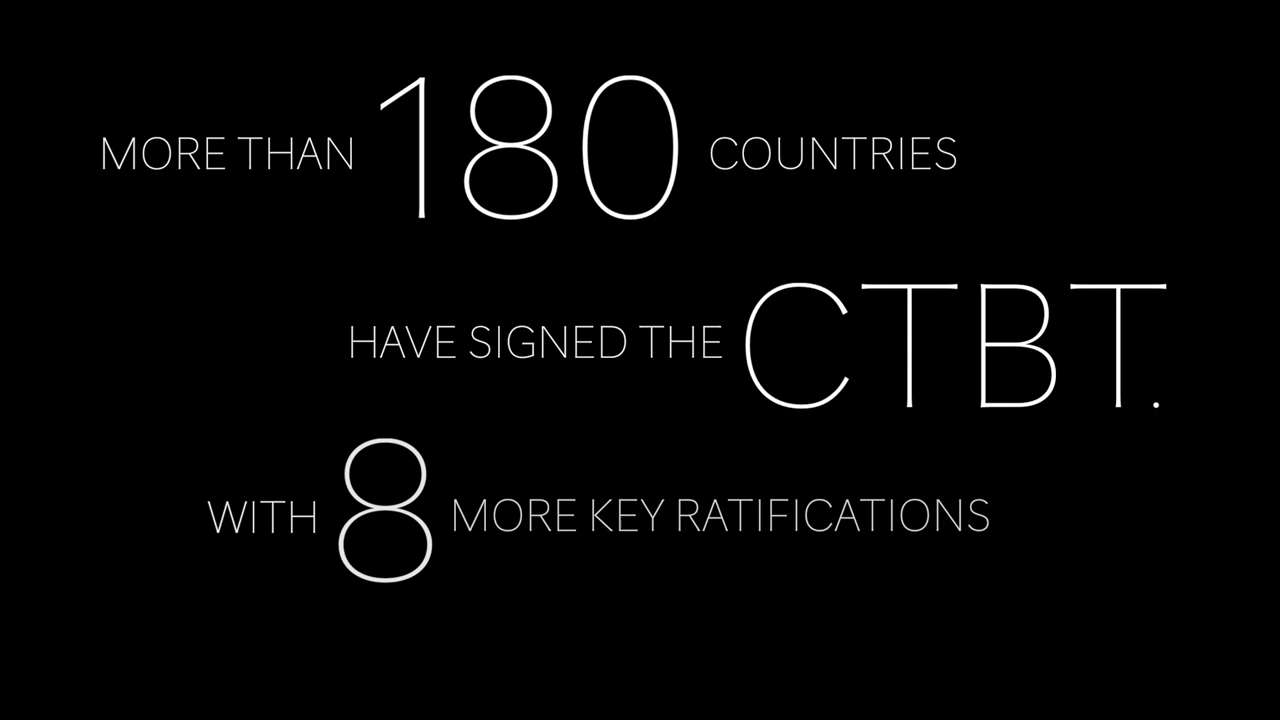 MORE THAN 180 COUNTRIES
HAVE SIGNED THE CTBT.
WITH 8 MORE KEY RATIFICATIONS